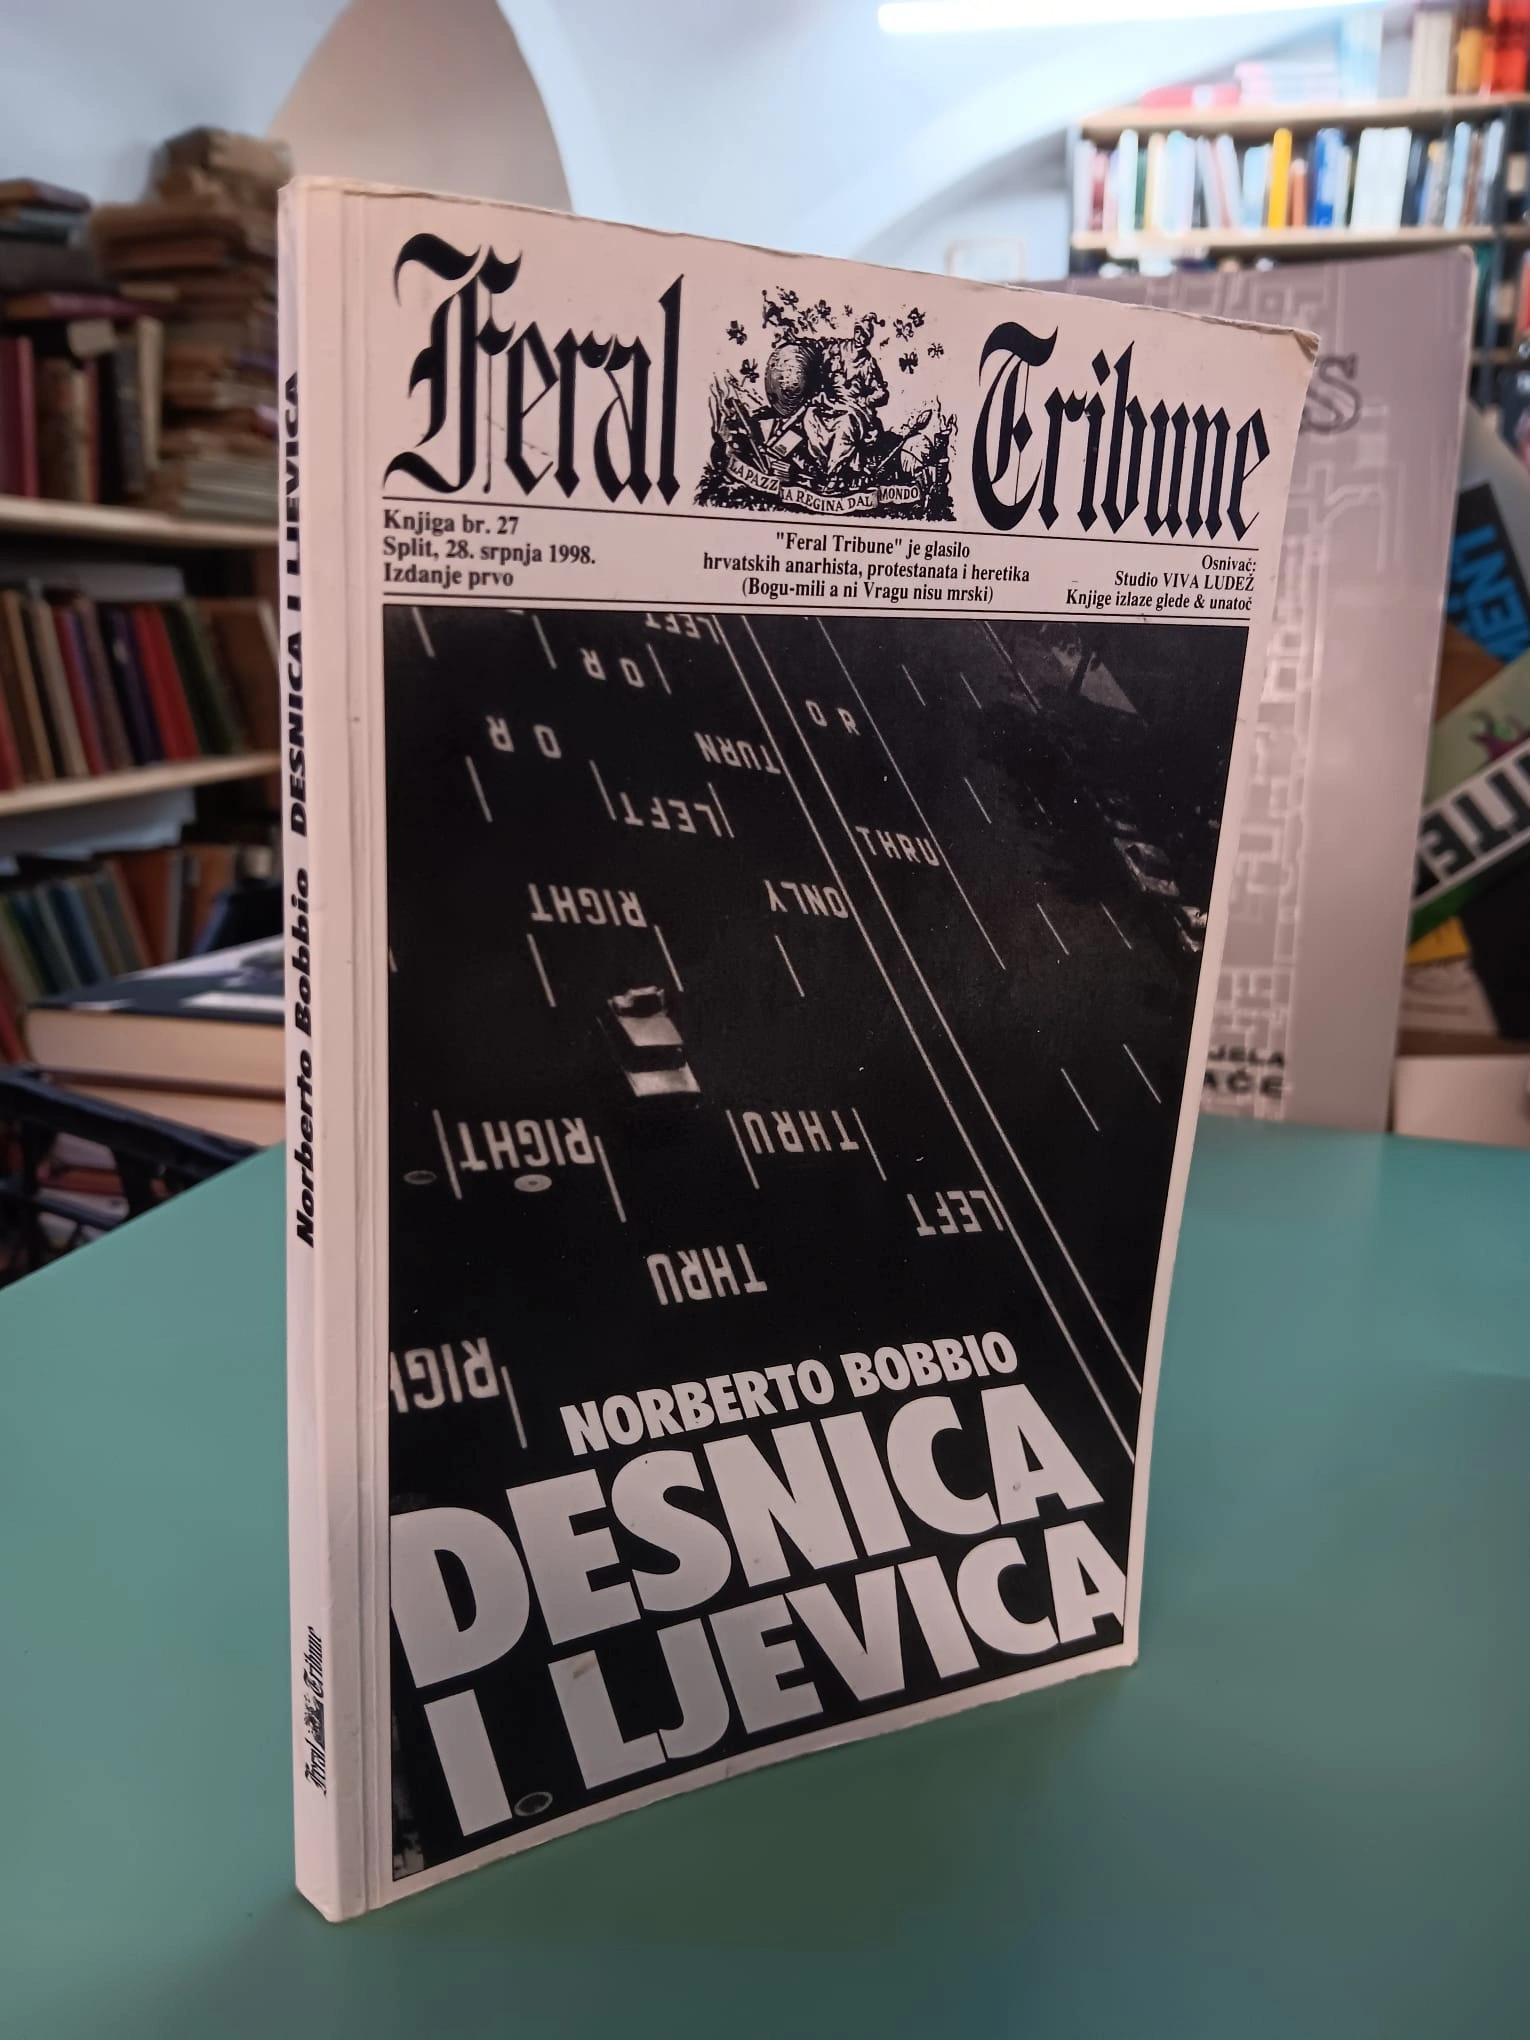 Feral Tribune
LA PAZZIA REGINA DAL MONDO
Knjiga br. 27
Split, 28. srpnja 1998.
Izdanje prvo
"Feral Tribune" je glasilo
hrvatskih anarhista, protestanata i heretika
(Bogu-mili a ni Vragu nisu mrski)
Osnivač:
Studio VIVA LUDEŽ
Knjige izlaze glede & unatoč
LEFT
OR
OR
TURN
OR
LEFT
THRU
RIGHT
ONLY
RIGHT
THRU
LEFT
THRU
RIGH
NORBERTO BOBBIO
DESNICA
I LJEVICA
Norberto Bobbio DESNICA I LJEVICA
Feral Tribune
S
JELA
AČE